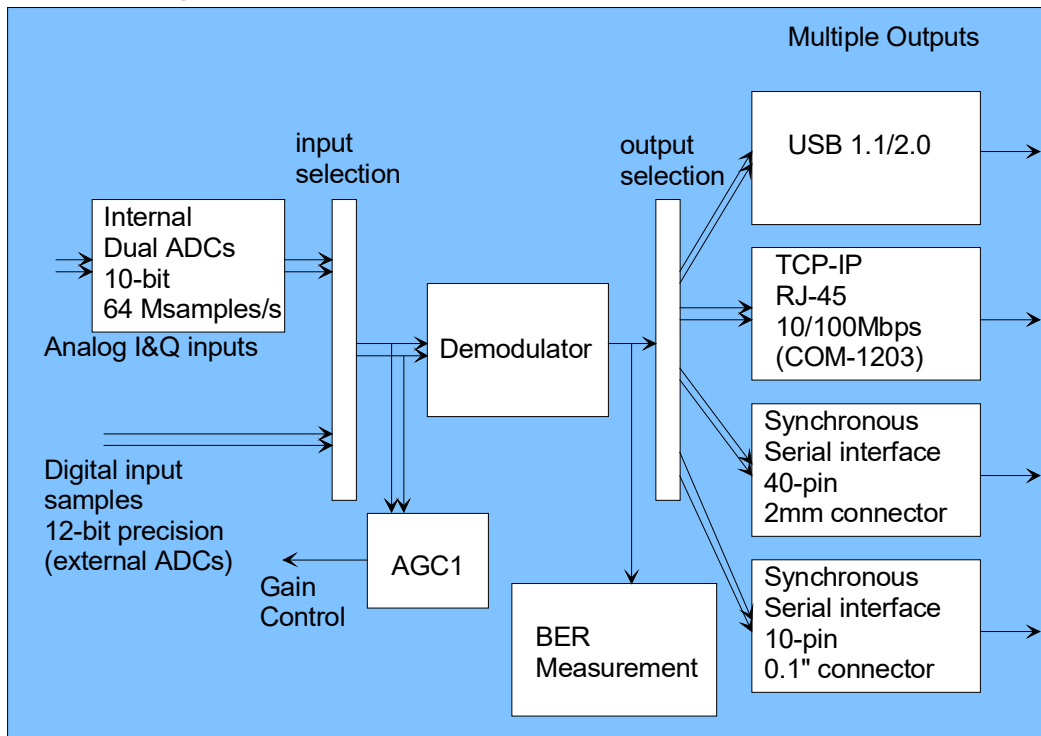 Multiple Outputs
input
selection
output
selection
USB 1.1/2.0
Internal
Dual ADCs
10-bit
64 Msamples/s
Analog I&Q inputs
Demodulator
TCP-IP
RJ-45
10/100Mbps
(COM-1203)
Digital input
samples
12-bit precision
(external ADCs)
Synchronous
Serial interface
40-pin
2mm connector
Gain
Control
AGC1
BER
Measurement
Synchronous
Serial interface
10-pin
0.1" connector